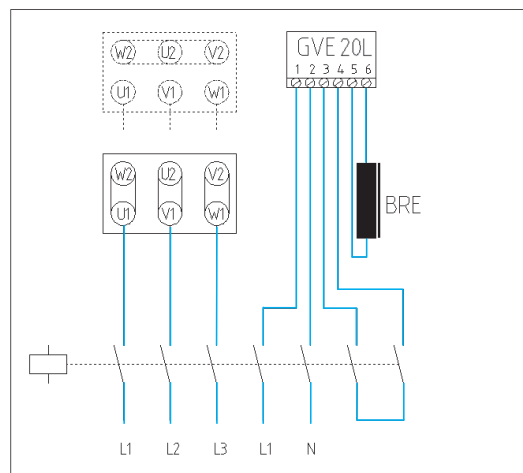 W2 U2 V2
U1 V1 W1
W2 U2 V2
U1 V1 W1
GVE 20L
1 2 3 4 5 6
BRE
L1 L2 L3 L1 N